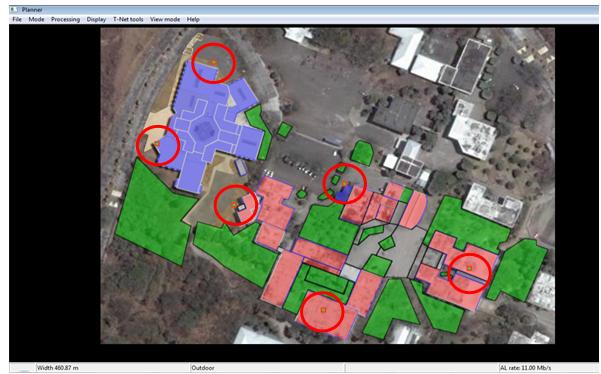 Planner
File Mode Processing Display T-Net tools View mode Help
Width 460.87 m Outdoor AL rate: 11.00 Mb/s